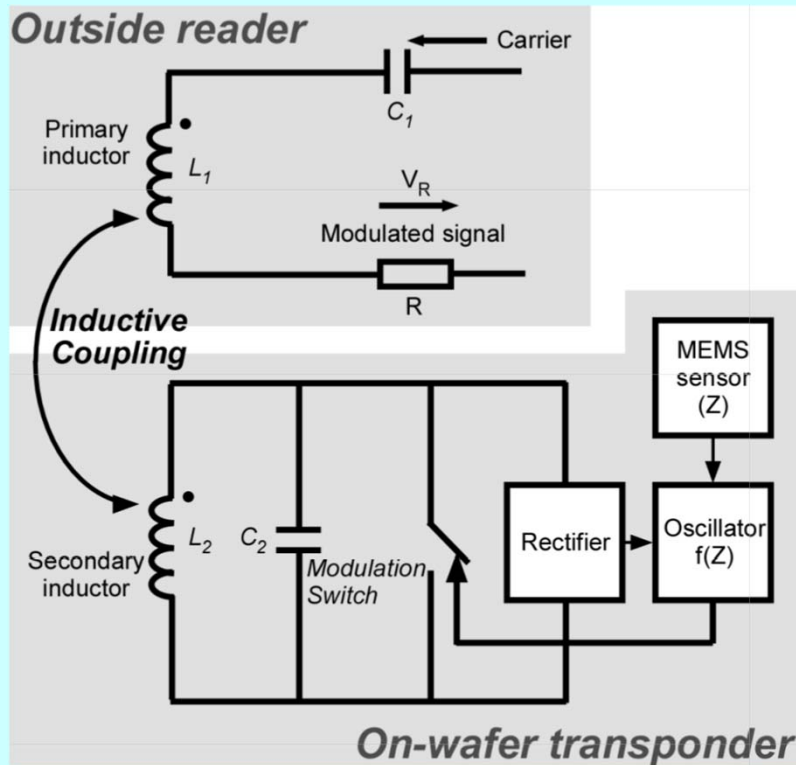 Outside reader
Carrier
C1
Primary
inductor
L1
VR
Modulated signal
R
Inductive
Coupling
MEMS
sensor
(Z)
Secondary
inductor
L2
C2
Modulation
Switch
Rectifier
Oscillator
f(Z)
On-wafer transponder